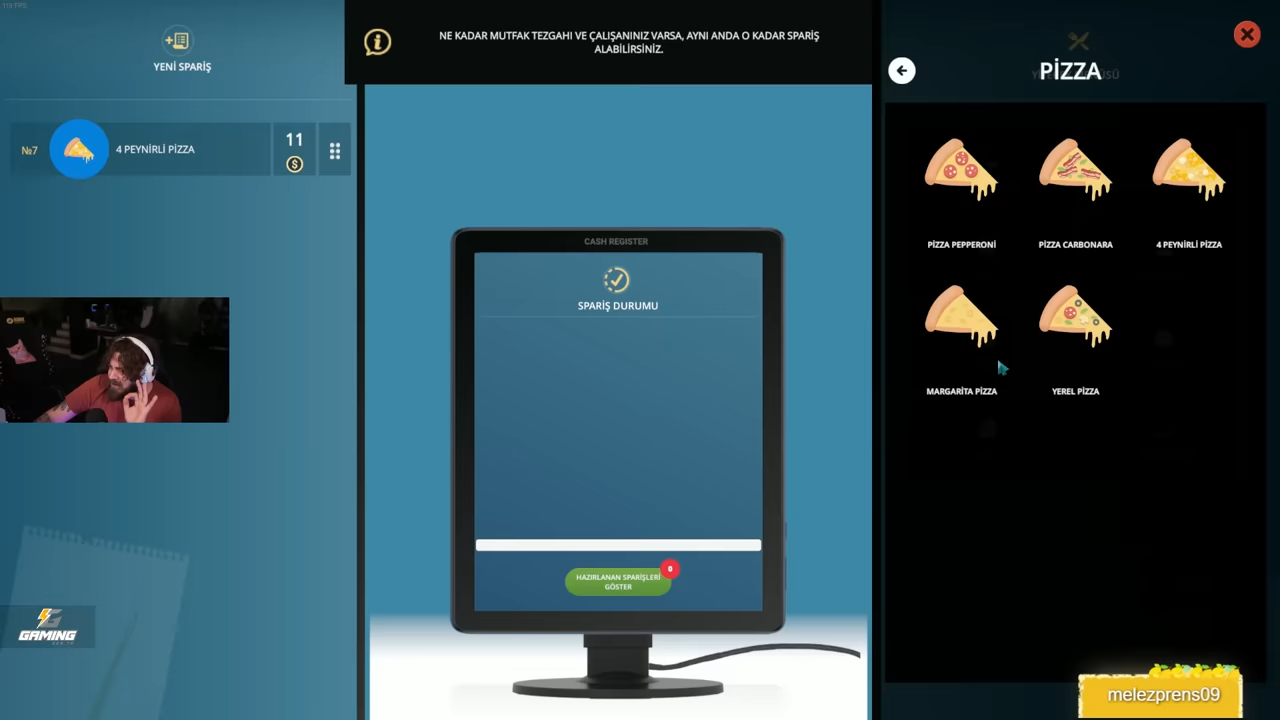 YENİ SPARİŞ
№7
4 PEYNİRLİ PİZZA
11
NE KADAR MUTFAK TEZGAHI VE ÇALIŞANINIZ VARSA, AYNI ANDA O KADAR SPARİŞ
ALABİLİRSİNİZ.
CASH REGISTER
SPARİŞ DURUMU
HAZIRLANAN SPARİŞLERİ
GÖSTER
0
PİZZA
PİZZA PEPPERONİ
PİZZA CARBONARA
4 PEYNİRLİ PİZZA
MARGARİTA PİZZA
YEREL PİZZA
GAMING
melezprens09